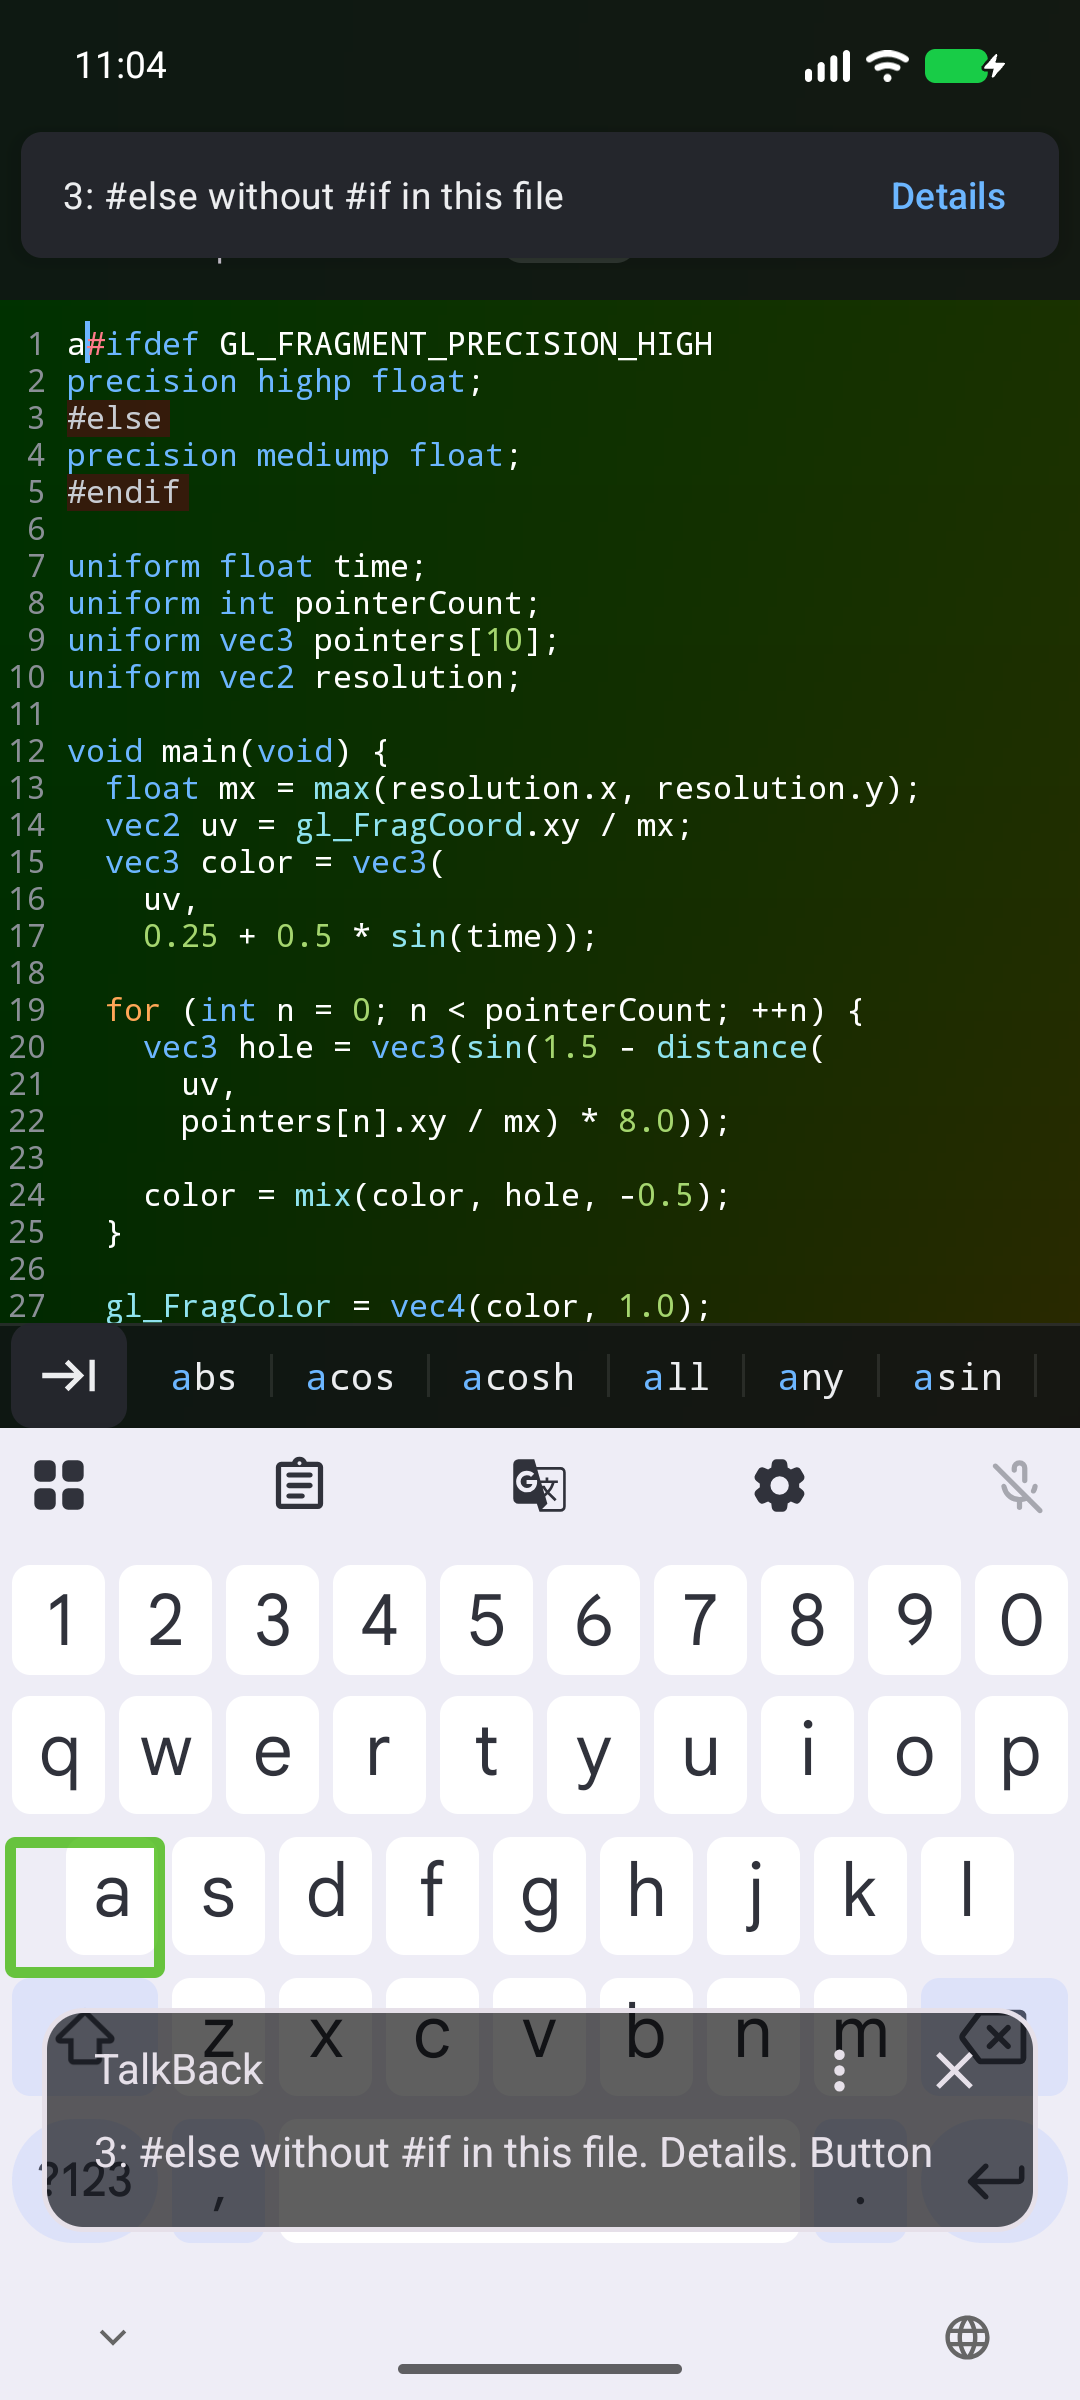 11:04
3: #else without #if in this file Details
1 a#ifdef GL_FRAGMENT_PRECISION_HIGH
2 precision highp float;
3 #else
4 precision mediump float;
5 #endif
6
7 uniform float time;
8 uniform int pointerCount;
9 uniform vec3 pointers[10];
10 uniform vec2 resolution;
11
12 void main(void) {
13   float mx = max(resolution.x, resolution.y);
14   vec2 uv = gl_FragCoord.xy / mx;
15   vec3 color = vec3(
16     uv,
17     0.25 + 0.5 * sin(time));
18
19   for (int n = 0; n < pointerCount; ++n) {
20     vec3 hole = vec3(sin(1.5 - distance(
21       uv,
22       pointers[n].xy / mx) * 8.0));
23
24     color = mix(color, hole, -0.5);
25   }
26
27   gl_FragColor = vec4(color, 1.0);
abs acos acosh all any asin
G 文
1 2 3 4 5 6 7 8 9 0
q w e r t y u i o p
a s d f g h j k l
z x c v b n m
TalkBack
3: #else without #if in this file. Details. Button
?123 , .